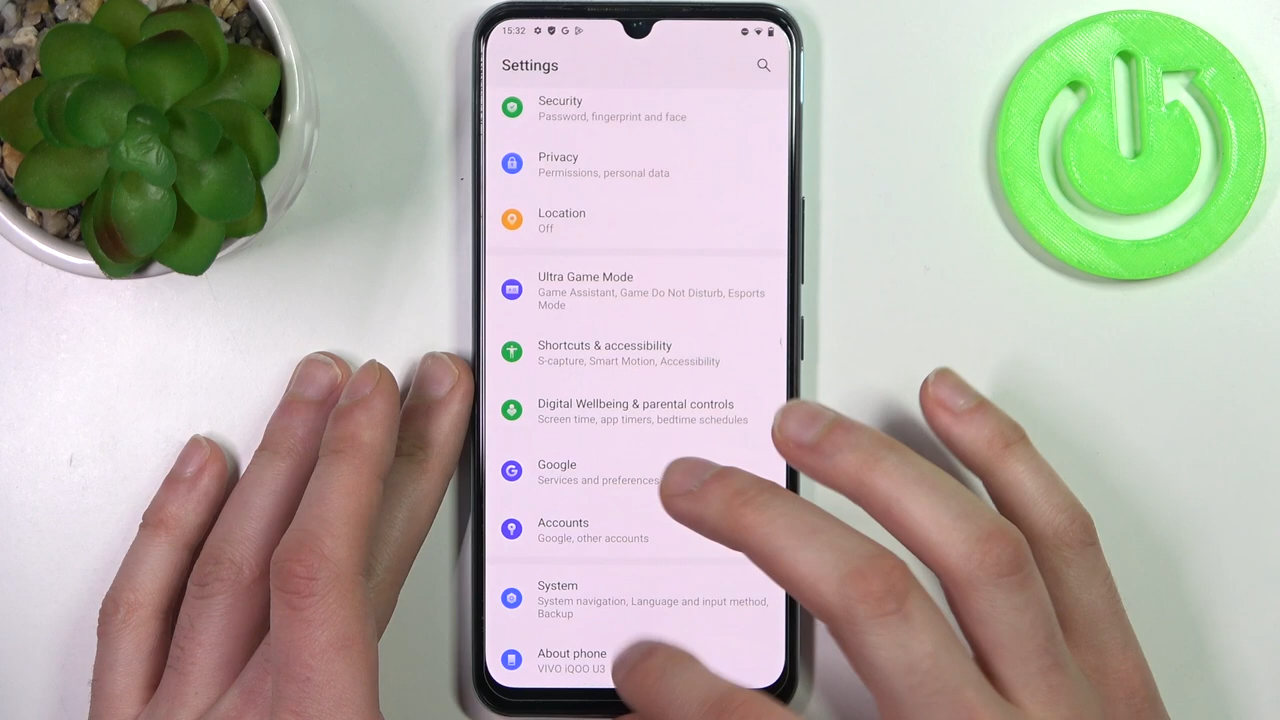 15:32
Settings
Security
Password, fingerprint and face
Privacy
Permissions, personal data
Location
Off
Ultra Game Mode
Game Assistant, Game Do Not Disturb, Esports
Mode
Shortcuts & accessibility
S-capture, Smart Motion, Accessibility
Digital Wellbeing & parental controls
Screen time, app timers, bedtime schedules
Google
Services and preferences
Accounts
Google, other accounts
System
System navigation, Language and input method,
Backup
About phone
VIVO iQOO U3